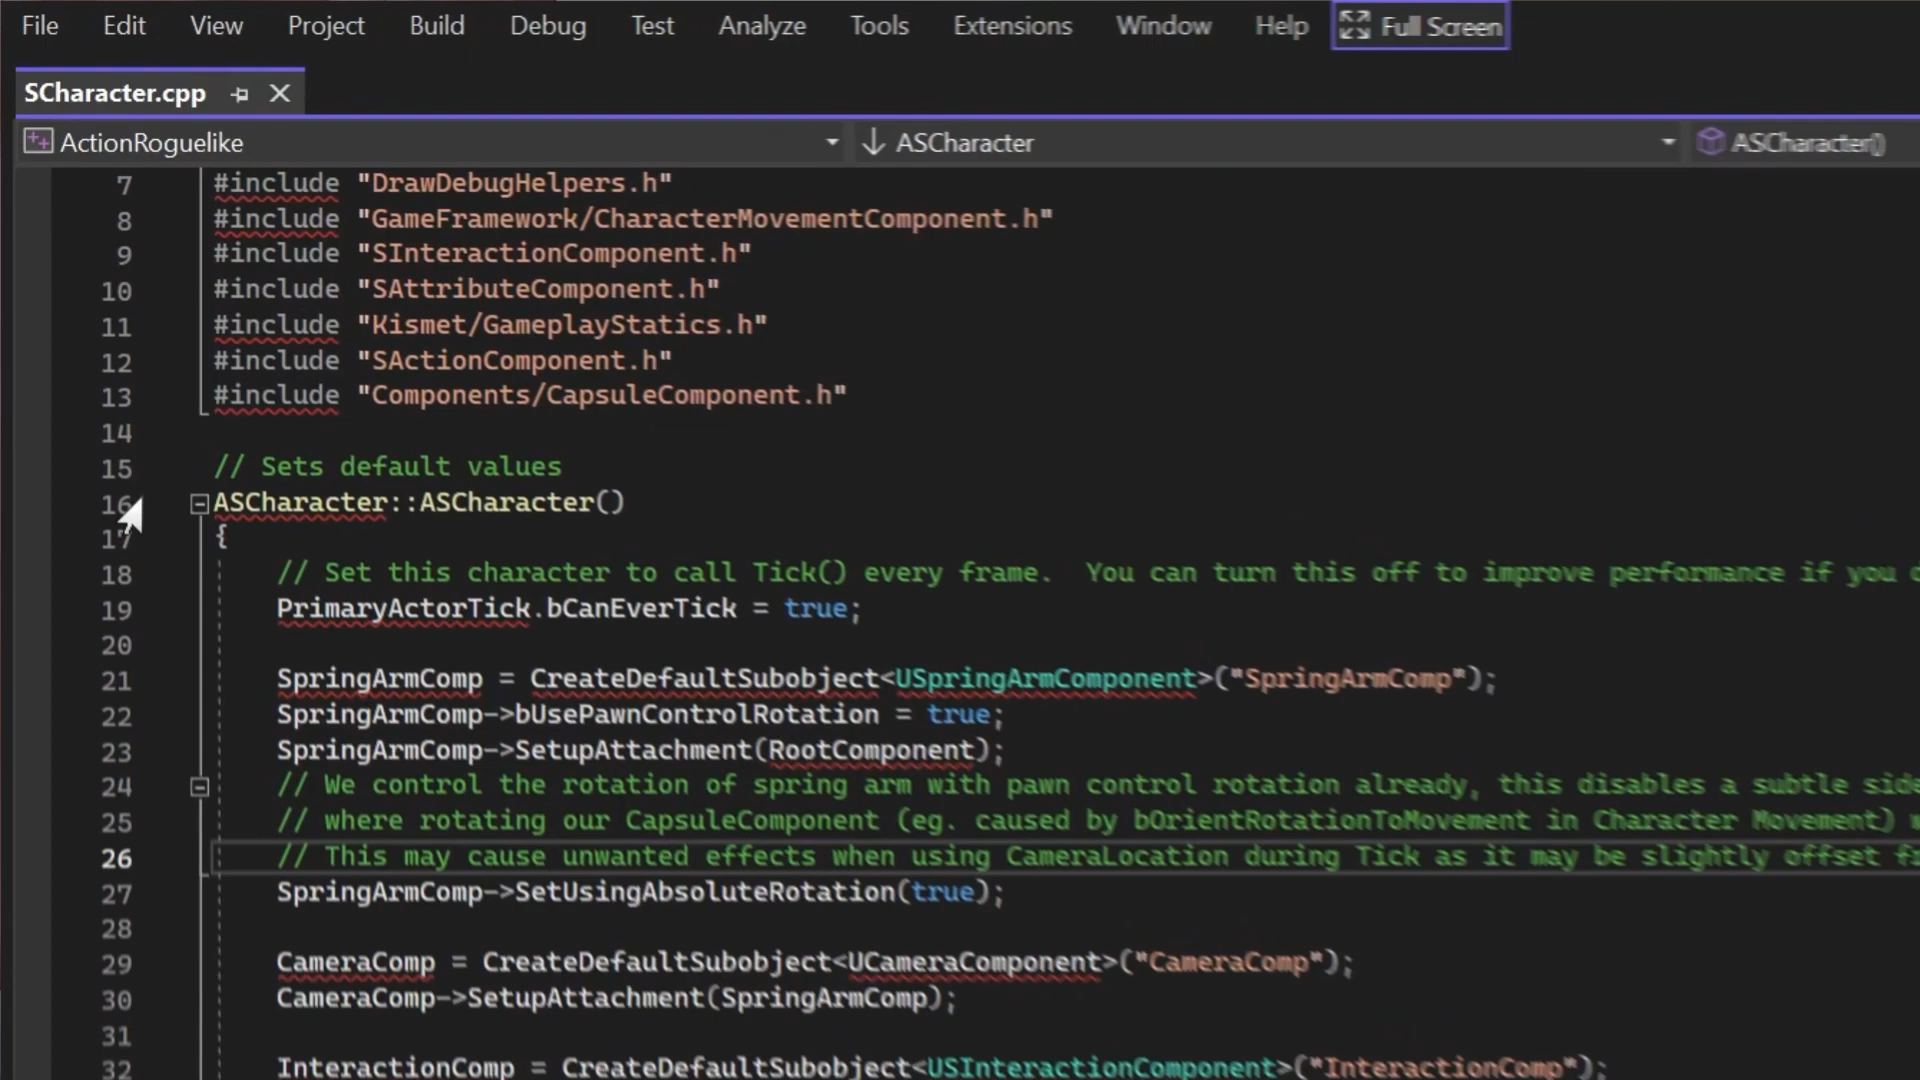 File Edit View Project Build Debug Test Analyze Tools Extensions Window Help Full Screen
SCharacter.cpp
ActionRoguelike ASCharacter ASCharacter()
7 #include "DrawDebugHelpers.h"
8 #include "GameFramework/CharacterMovementComponent.h"
9 #include "SInteractionComponent.h"
10 #include "SAttributeComponent.h"
11 #include "Kismet/GameplayStatics.h"
12 #include "SActionComponent.h"
13 #include "Components/CapsuleComponent.h"
14
15 // Sets default values
16 ASCharacter::ASCharacter()
17 {
18 // Set this character to call Tick() every frame.  You can turn this off to improve performance if you
19 PrimaryActorTick.bCanEverTick = true;
20
21 SpringArmComp = CreateDefaultSubobject<USpringArmComponent>("SpringArmComp");
22 SpringArmComp->bUsePawnControlRotation = true;
23 SpringArmComp->SetupAttachment(RootComponent);
24 // We control the rotation of spring arm with pawn control rotation already, this disables a subtle side
25 // where rotating our CapsuleComponent (eg. caused by bOrientRotationToMovement in Character Movement)
26 // This may cause unwanted effects when using CameraLocation during Tick as it may be slightly offset
27 SpringArmComp->SetUsingAbsoluteRotation(true);
28
29 CameraComp = CreateDefaultSubobject<UCameraComponent>("CameraComp");
30 CameraComp->SetupAttachment(SpringArmComp);
31
32 InteractionComp = CreateDefaultSubobject<USInteractionComponent>("InteractionComp");